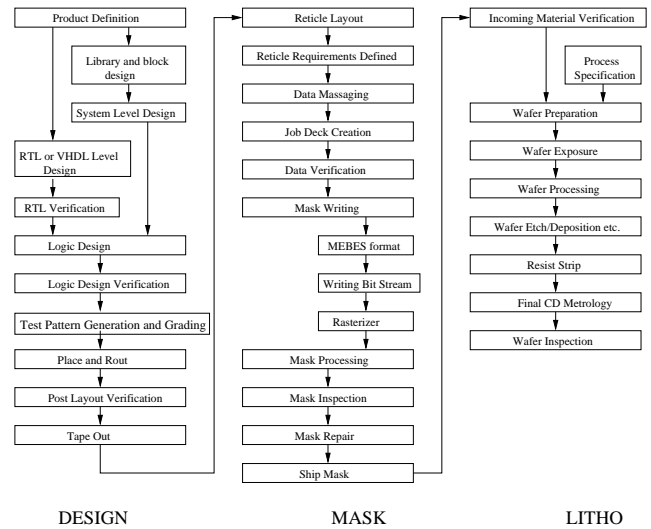 Product Definition
Library and block
design
System Level Design
RTL or VHDL Level
Design
RTL Verification
Logic Design
Logic Design Verification
Test Pattern Generation and Grading
Place and Rout
Post Layout Verification
Tape Out
DESIGN
Reticle Layout
Reticle Requirements Defined
Data Massaging
Job Deck Creation
Data Verification
Mask Writing
MEBES format
Writing Bit Stream
Rasterizer
Mask Processing
Mask Inspection
Mask Repair
Ship Mask
MASK
Incoming Material Verification
Process
Specification
Wafer Preparation
Wafer Exposure
Wafer Processing
Wafer Etch/Deposition etc.
Resist Strip
Final CD Metrology
Wafer Inspection
LITHO